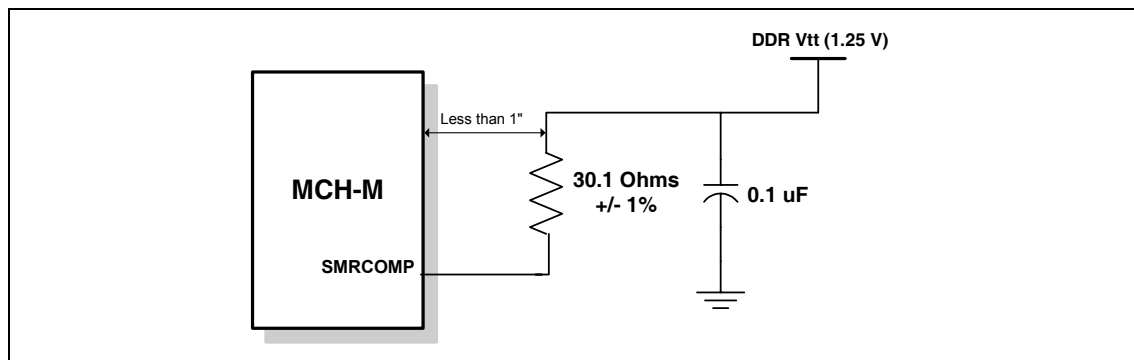 DDR Vtt (1.25 V)
Less than 1"
MCH-M
30.1 Ohms
+/- 1%
0.1 uF
SMRCOMP